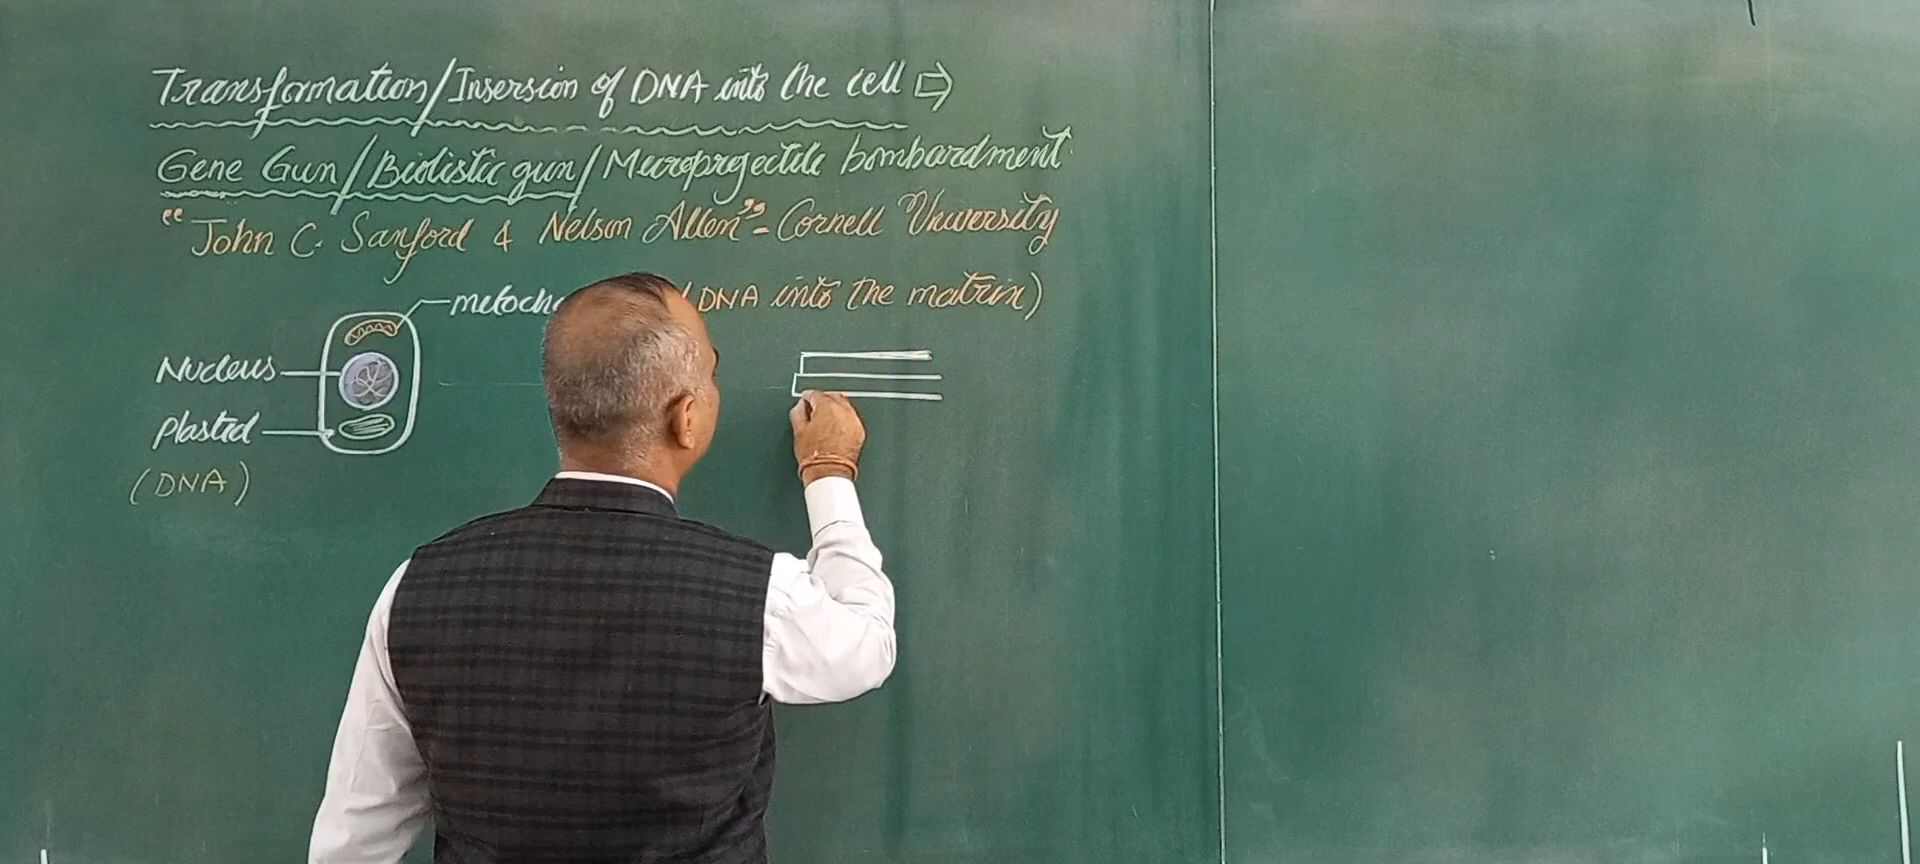 Transformation/Insersion of DNA into the cell
Gene Gun/Biolistic gun/Microprojectile bombardment
"John C. Sanford & Nelson Allen" - Cornell University
(DNA into the matrix)
Nucleus
Plastid
(DNA)